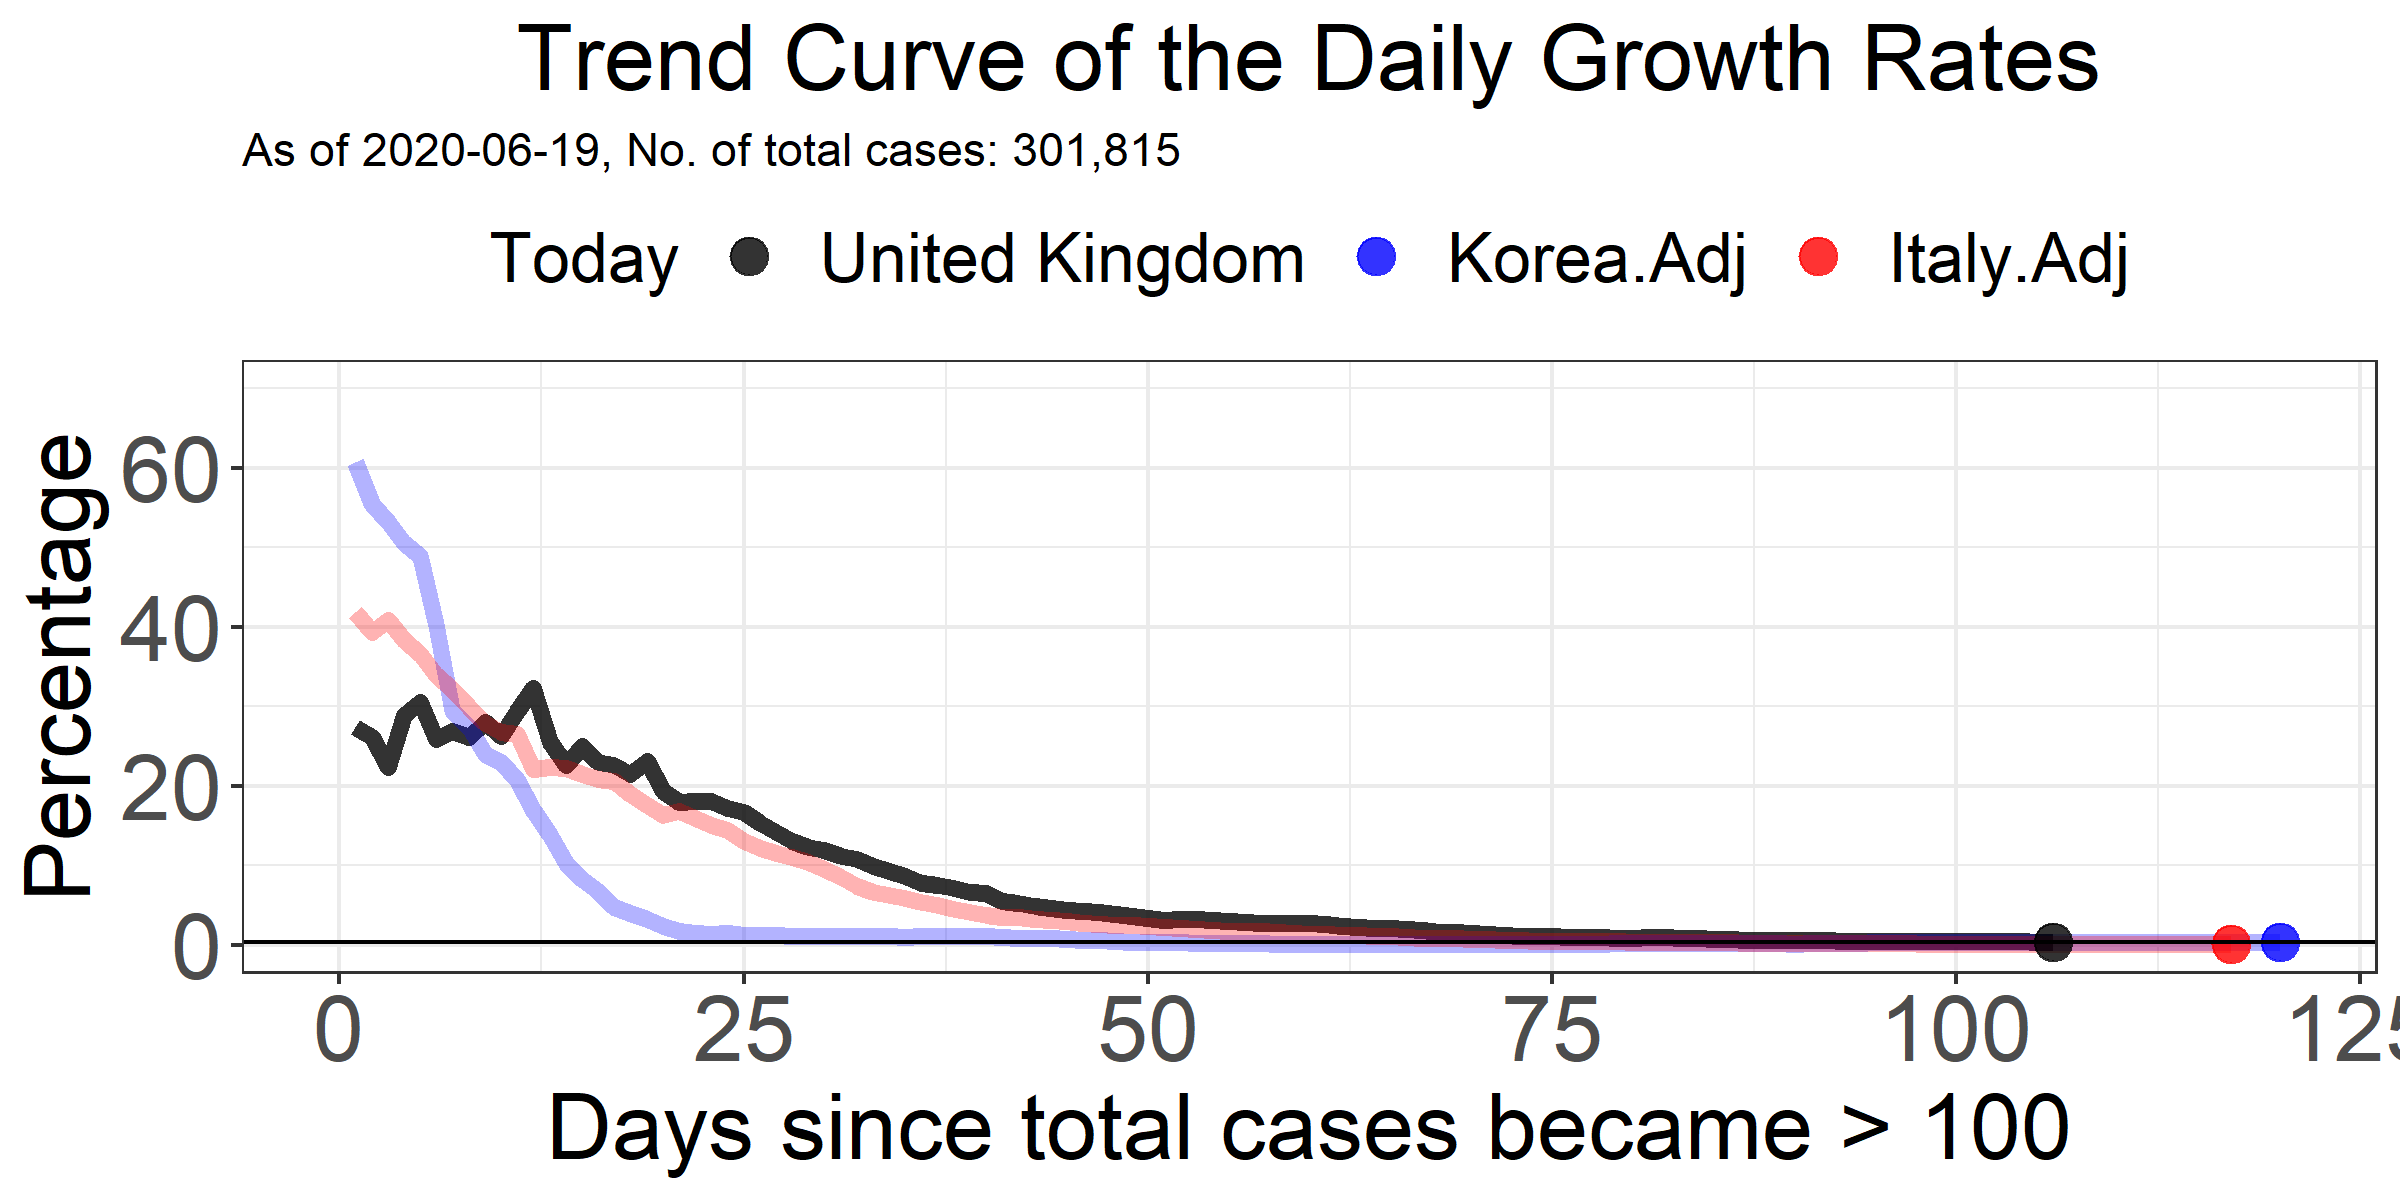 Trend Curve of the Daily Growth Rates
As of 2020-06-19, No. of total cases: 301,815
Today United Kingdom Korea.Adj Italy.Adj
Percentage
60
40
20
0
0 25 50 75 100 125
Days since total cases became > 100